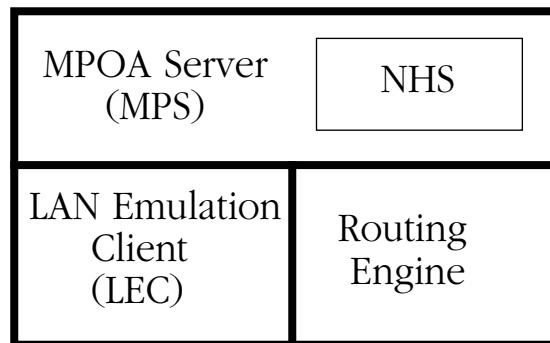 MPOA Server
(MPS)
NHS
LAN Emulation
Client
(LEC)
Routing
Engine